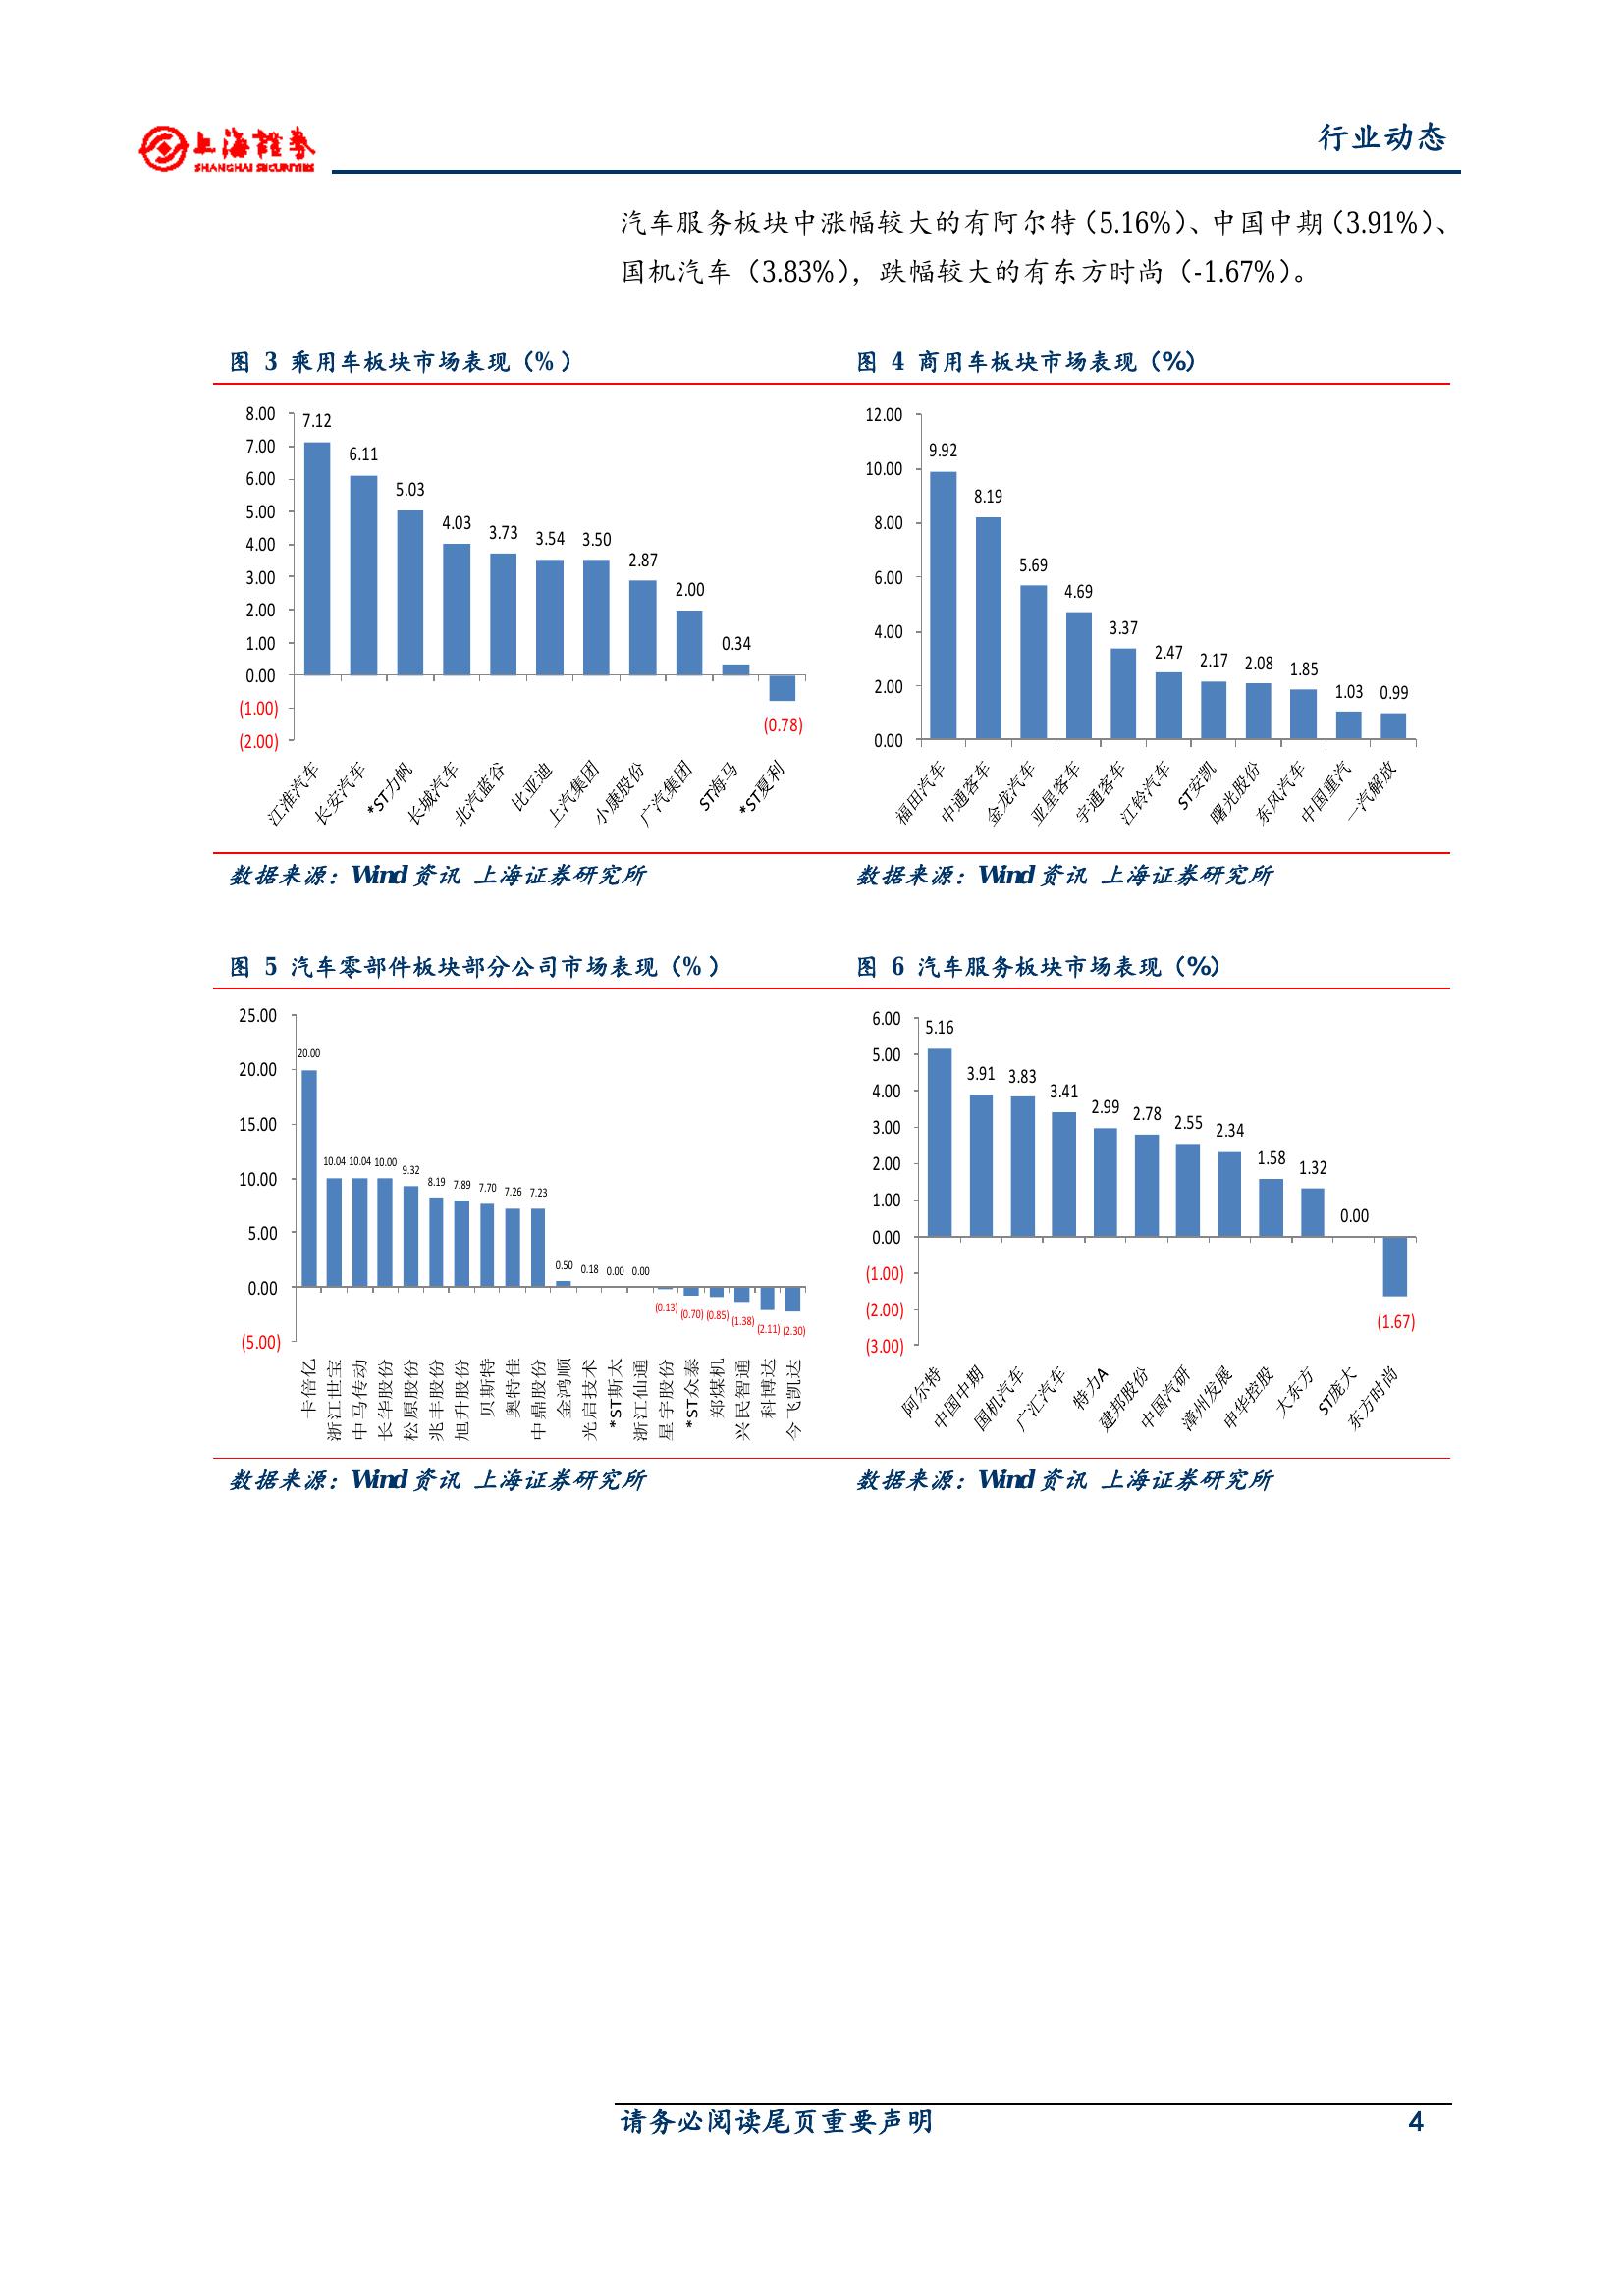 上海證券
SHANGHAI SECURITIES
行业动态
汽车服务板块中涨幅较大的有阿尔特（5.16%）、中国中期（3.91%）、
国机汽车（3.83%），跌幅较大的有东方时尚（-1.67%）。
图 3 乘用车板块市场表现（%）
8.00
7.00
6.00
5.00
4.00
3.00
2.00
1.00
0.00
(1.00)
(2.00)
7.12
6.11
5.03
4.03
3.73
3.54
3.50
2.87
2.00
0.34
(0.78)
江淮汽车
长安汽车
*ST力帆
长城汽车
北汽蓝谷
比亚迪
上汽集团
小康股份
广汽集团
ST海马
*ST夏利
数据来源：Wind 资讯 上海证券研究所
图 4 商用车板块市场表现（%）
12.00
10.00
8.00
6.00
4.00
2.00
0.00
9.92
8.19
5.69
4.69
3.37
2.47
2.17
2.08
1.85
1.03
0.99
福田汽车
中通客车
金龙汽车
亚星客车
宇通客车
江铃汽车
ST安凯
曙光股份
东风汽车
中国重汽
一汽解放
数据来源：Wind 资讯 上海证券研究所
图 5 汽车零部件板块部分公司市场表现（%）
25.00
20.00
15.00
10.00
5.00
0.00
(5.00)
20.00
10.04
10.04
10.00
9.32
8.19
7.89
7.70
7.26
7.23
0.50
0.18
0.00
0.00
(0.13)
(0.70)
(0.85)
(1.38)
(2.11)
(2.30)
卡倍亿
浙江世宝
中马传动
长华股份
松原股份
兆丰股份
旭升股份
贝斯特
奥特佳
中鼎股份
金鸿顺
光启技术
*ST斯太
浙江仙通
星宇股份
*ST众泰
郑煤机
兴民智通
科博达
今飞凯达
数据来源：Wind 资讯 上海证券研究所
图 6 汽车服务板块市场表现（%）
6.00
5.00
4.00
3.00
2.00
1.00
0.00
(1.00)
(2.00)
(3.00)
5.16
3.91
3.83
3.41
2.99
2.78
2.55
2.34
1.58
1.32
0.00
(1.67)
阿尔特
中国中期
国机汽车
广汇汽车
特力A
建邦股份
中国汽研
漳州发展
申华控股
大东方
ST庞大
东方时尚
数据来源：Wind 资讯 上海证券研究所
请务必阅读尾页重要声明
4